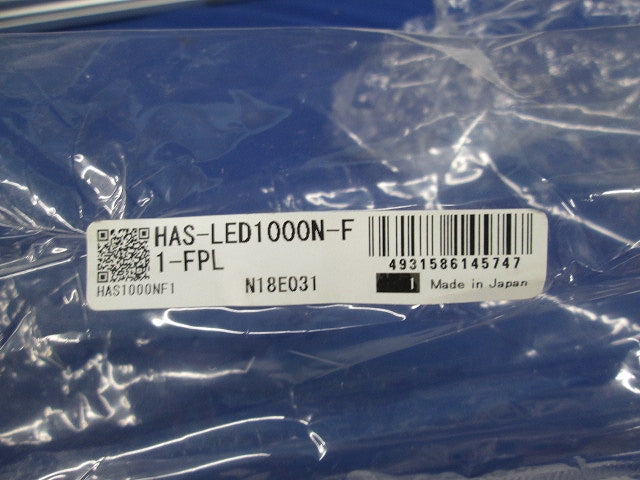 HAS-LED1000N-F
1-FPL
HAS1000NF1
N18E031
4931586145747
1
Made in Japan